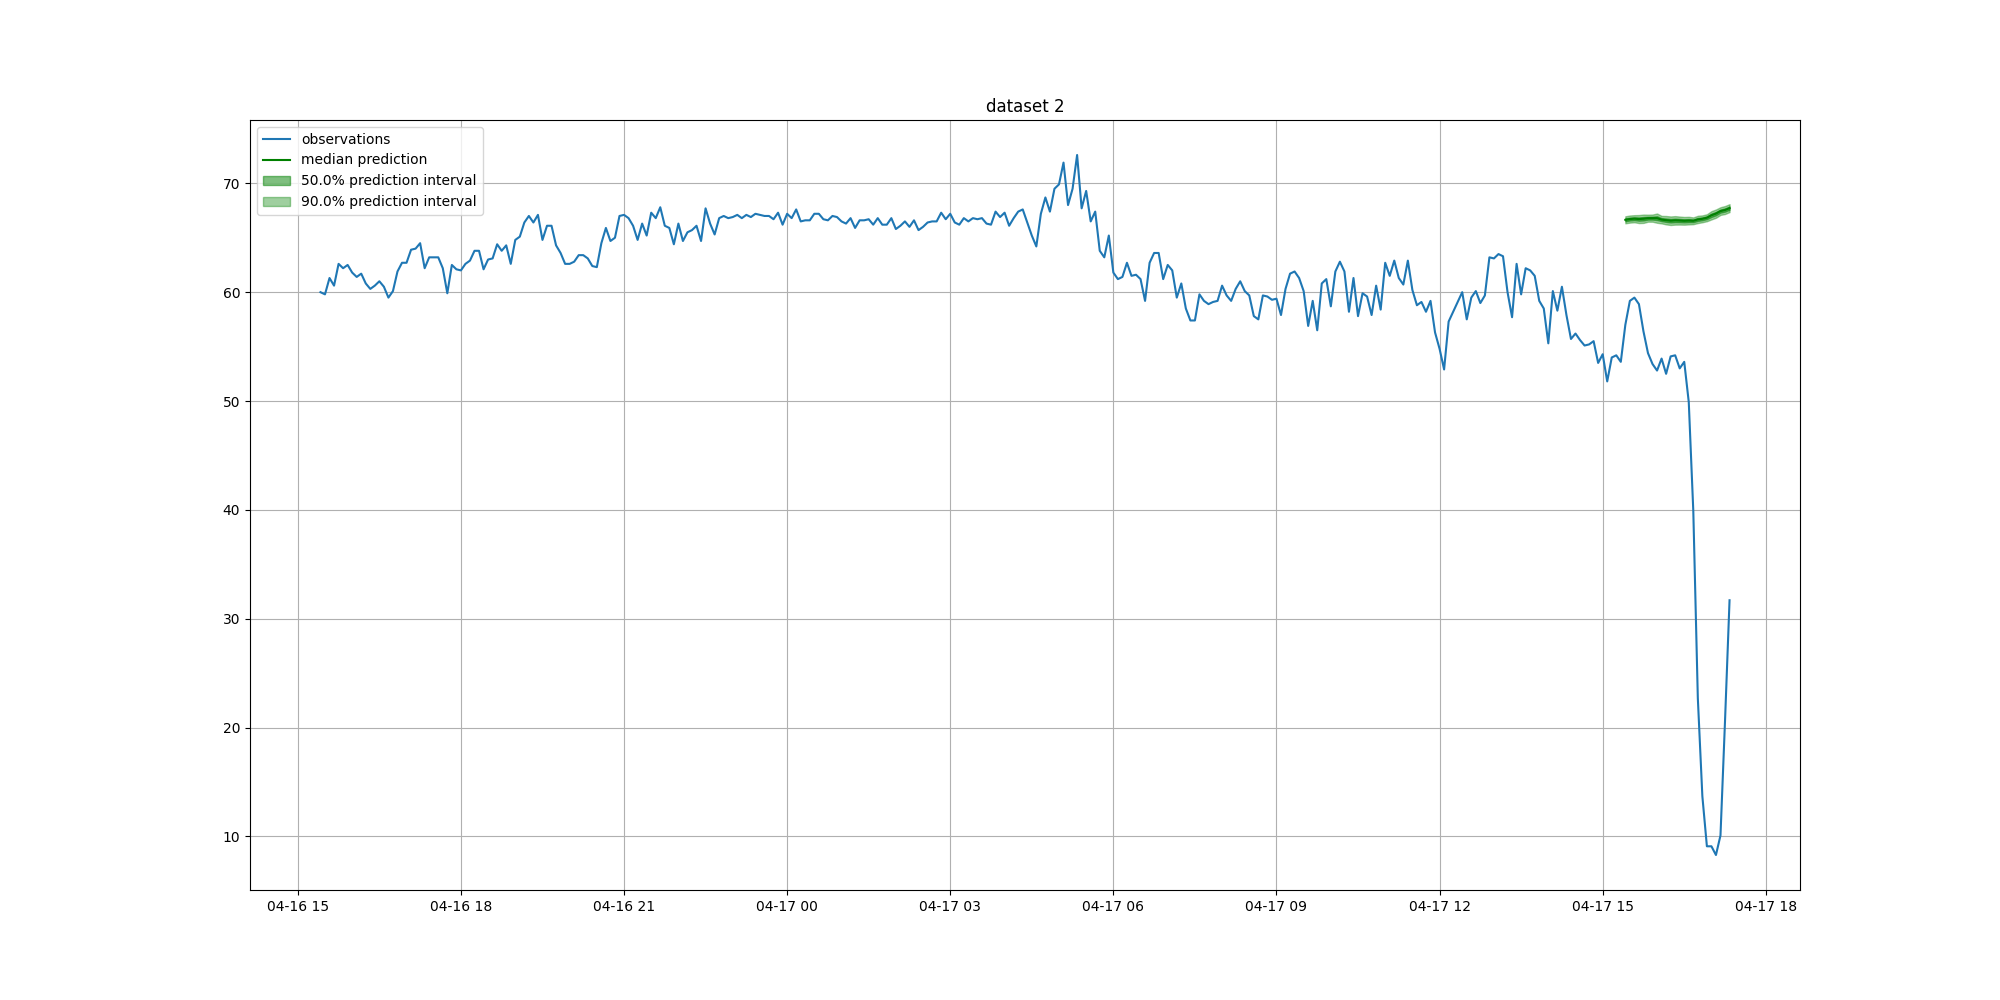 dataset 2
observations
median prediction
50.0% prediction interval
90.0% prediction interval
70
60
50
40
30
20
10
04-16 15 04-16 18 04-16 21 04-17 00 04-17 03 04-17 06 04-17 09 04-17 12 04-17 15 04-17 18